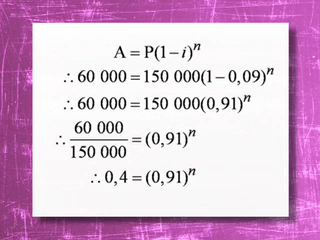 A = P(1 − i)ⁿ
∴ 60 000 = 150 000(1 − 0,09)ⁿ
∴ 60 000 = 150 000(0,91)ⁿ
∴ 60 000/150 000 = (0,91)ⁿ
∴ 0,4 = (0,91)ⁿ